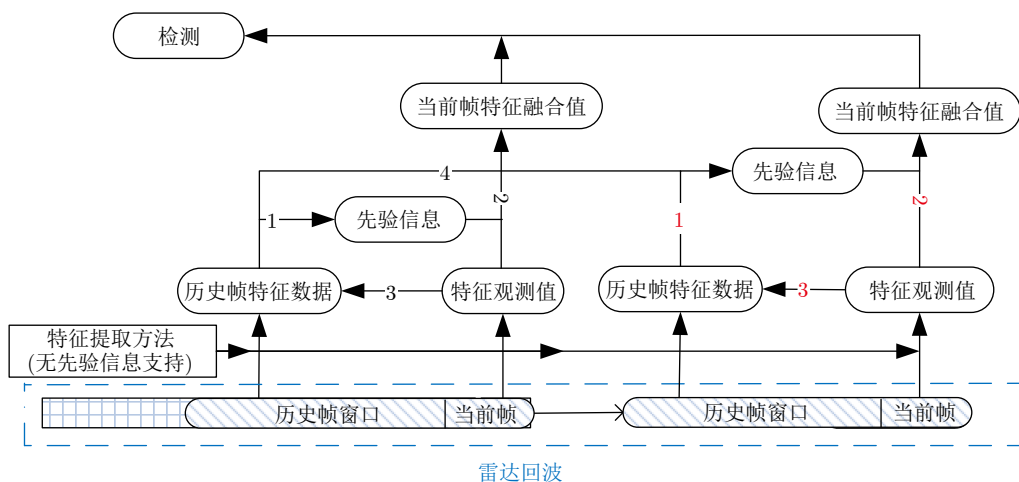 检测
当前帧特征融合值
当前帧特征融合值
4
先验信息
2
2
1
先验信息
1
历史帧特征数据
3
特征观测值
历史帧特征数据
3
特征观测值
特征提取方法
(无先验信息支持)
历史帧窗口
当前帧
历史帧窗口
当前帧
雷达回波